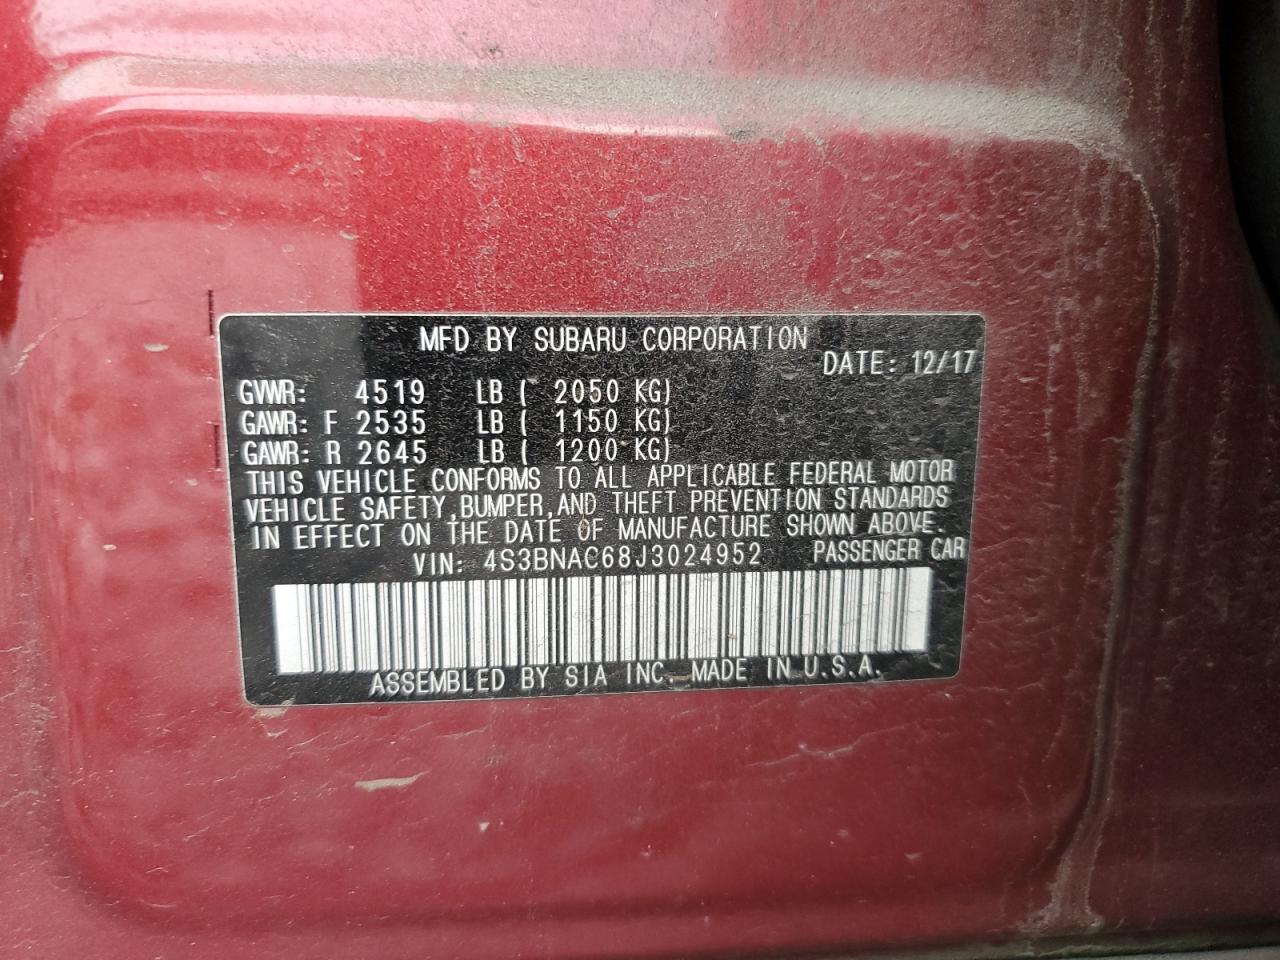 MFD BY SUBARU CORPORATION
DATE: 12/17
GVWR: 4519 LB ( 2050 KG)
GAWR: F 2535 LB ( 1150 KG)
GAWR: R 2645 LB ( 1200 KG)
THIS VEHICLE CONFORMS TO ALL APPLICABLE FEDERAL MOTOR
VEHICLE SAFETY,BUMPER,AND THEFT PREVENTION STANDARDS
IN EFFECT ON THE DATE OF MANUFACTURE SHOWN ABOVE.
VIN: 4S3BNAC68J3024952 PASSENGER CAR
ASSEMBLED BY SIA INC. MADE IN U.S.A.